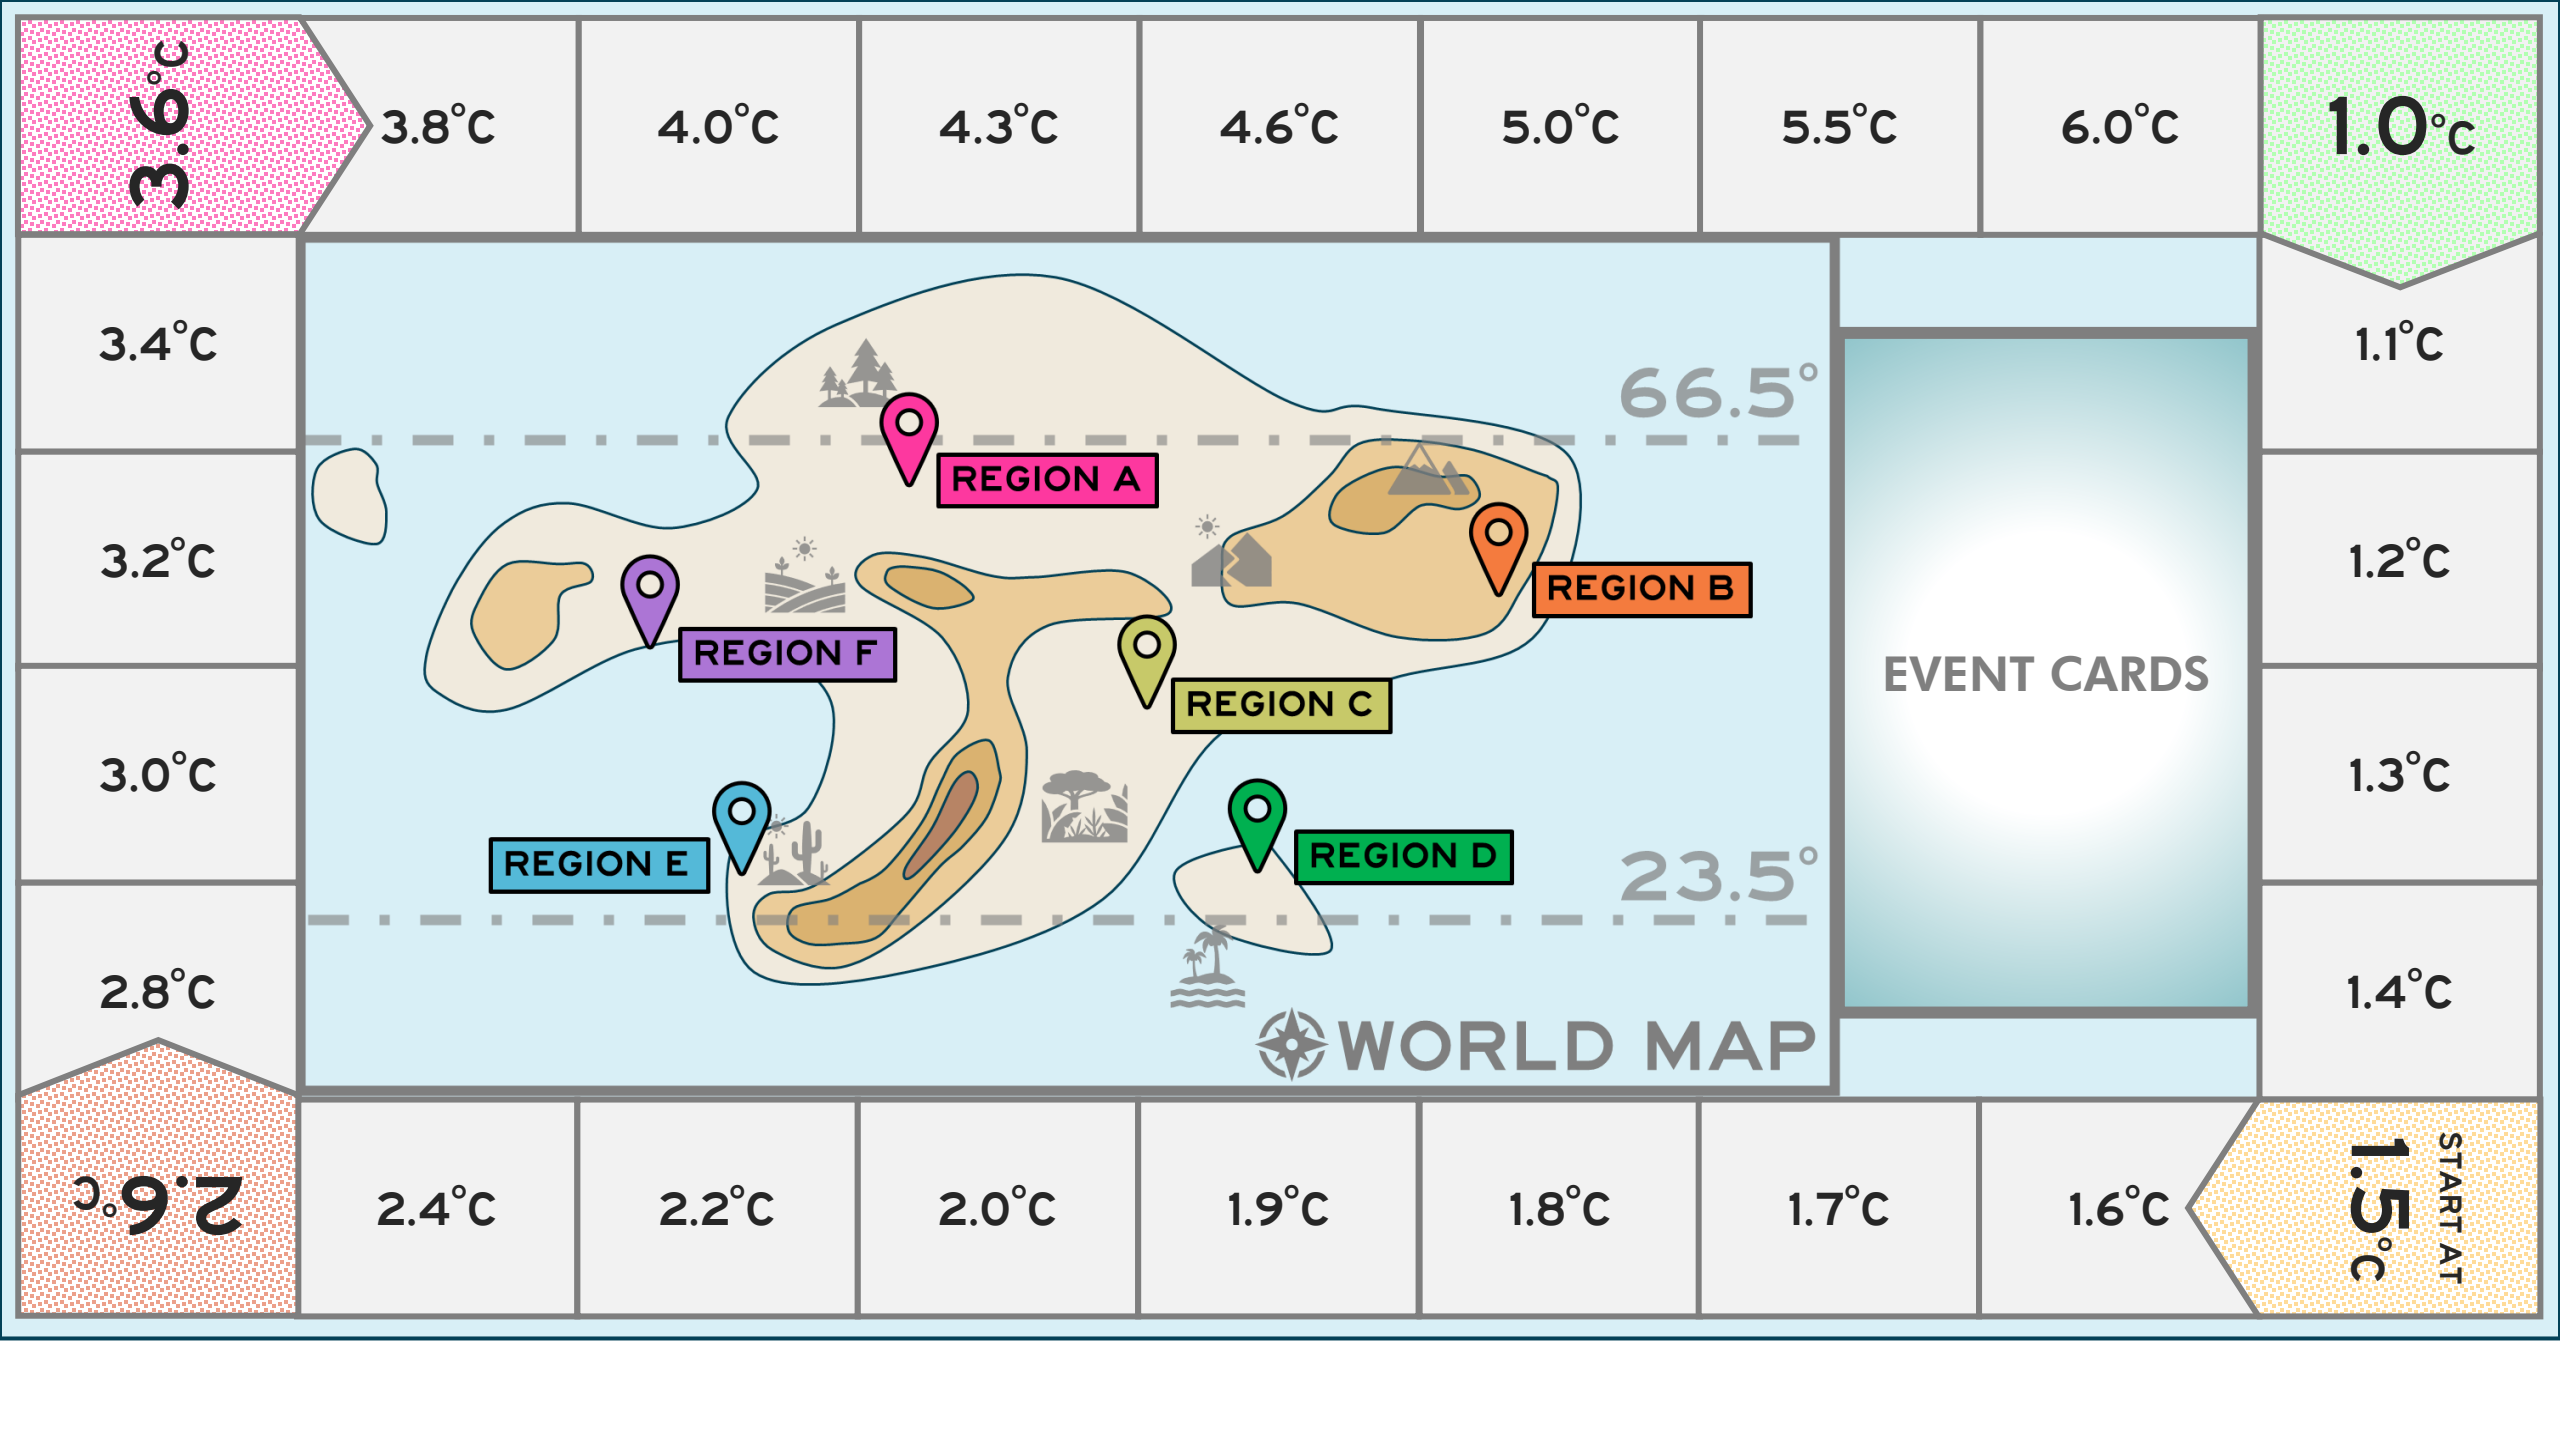 3.6°C
3.8°C
4.0°C
4.3°C
4.6°C
5.0°C
5.5°C
6.0°C
1.0°C
3.4°C
1.1°C
66.5°
REGION A
3.2°C
1.2°C
REGION B
REGION F
EVENT CARDS
REGION C
3.0°C
1.3°C
REGION D
REGION E
23.5°
2.8°C
1.4°C
WORLD MAP
2.6°C
2.4°C
2.2°C
2.0°C
1.9°C
1.8°C
1.7°C
1.6°C
START AT
1.5°C